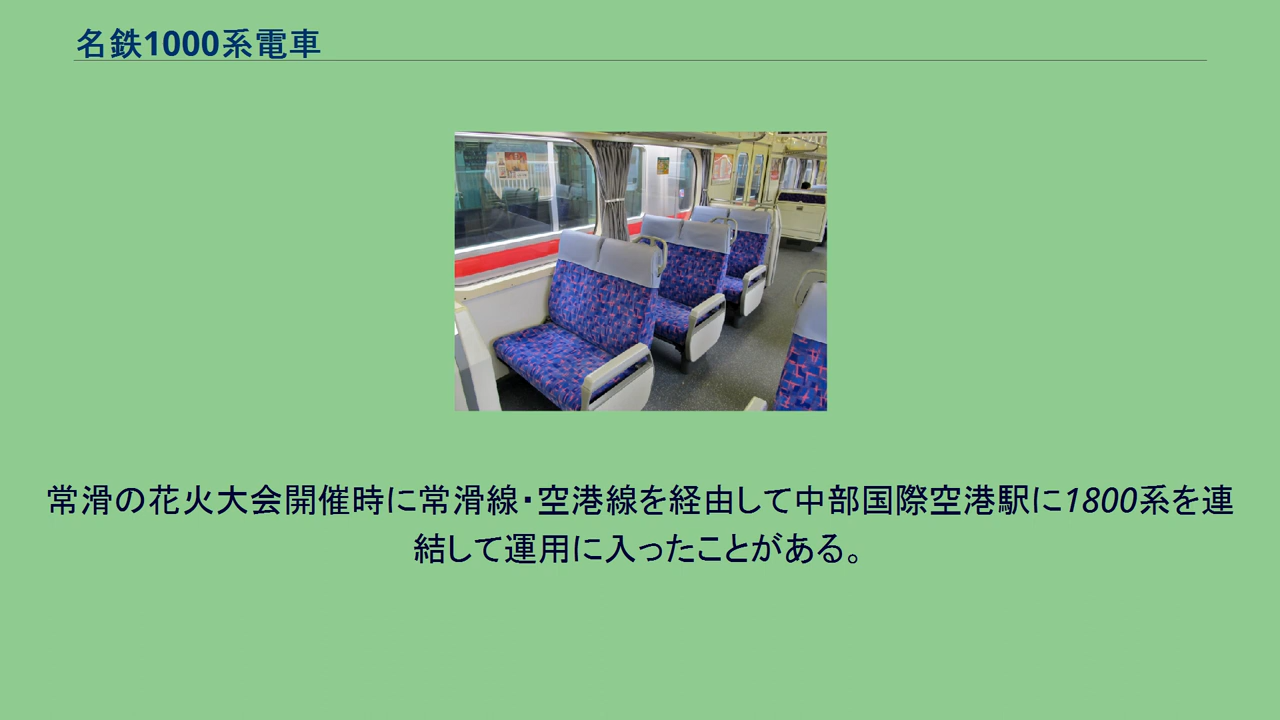 名鉄1000系電車
常滑の花火大会開催時に常滑線・空港線を経由して中部国際空港駅に1800系を連
結して運用に入ったことがある。